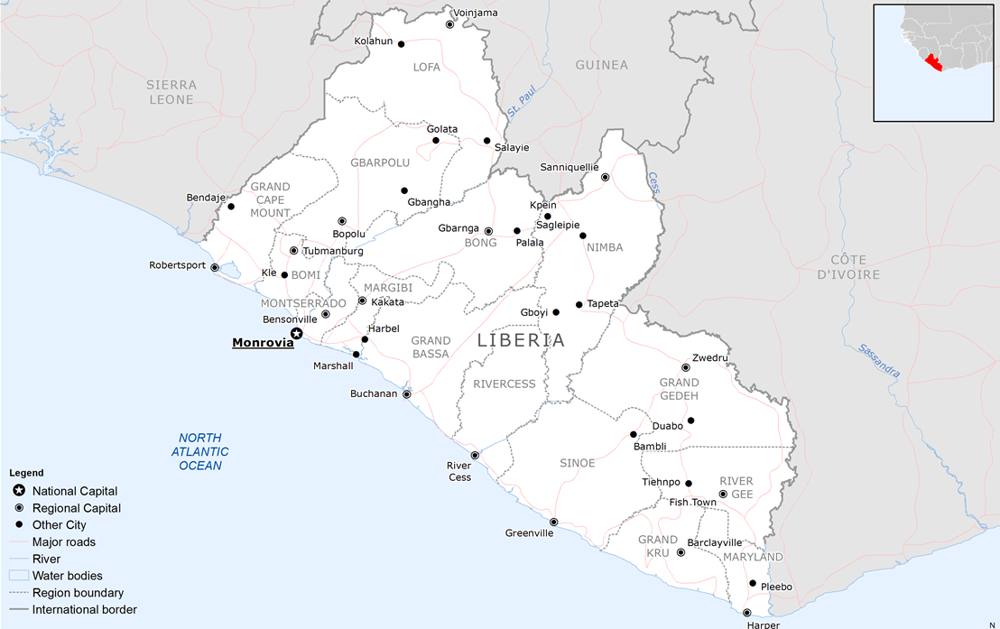 Voinjama
Kolahun
LOFA
GUINEA
SIERRA
LEONE
St. Paul
Golata
Salayie
GBARPOLU
Sanniquellie
Cess
GRAND
CAPE
MOUNT
Bendaje
Gbangha
Kpein
Sagleipie
Bopolu
Gbarnga
BONG
Palala
NIMBA
Tubmanburg
Robertsport
Kle
BOMI
CÔTE
D'IVOIRE
MARGIBI
MONTSERRADO
Kakata
Tapeta
Bensonville
Gboyi
Harbel
Monrovia
GRAND
BASSA
LIBERIA
Marshall
Zwedru
Sassandra
RIVERCESS
GRAND
GEDEH
Buchanan
Duabo
NORTH
ATLANTIC
OCEAN
Bambli
River
Cess
SINOE
Tiehnpo
RIVER
GEE
Fish Town
Greenville
GRAND
KRU
Barclayville
MARYLAND
Pleebo
Harper
Legend
National Capital
Regional Capital
Other City
Major roads
River
Water bodies
Region boundary
International border
N